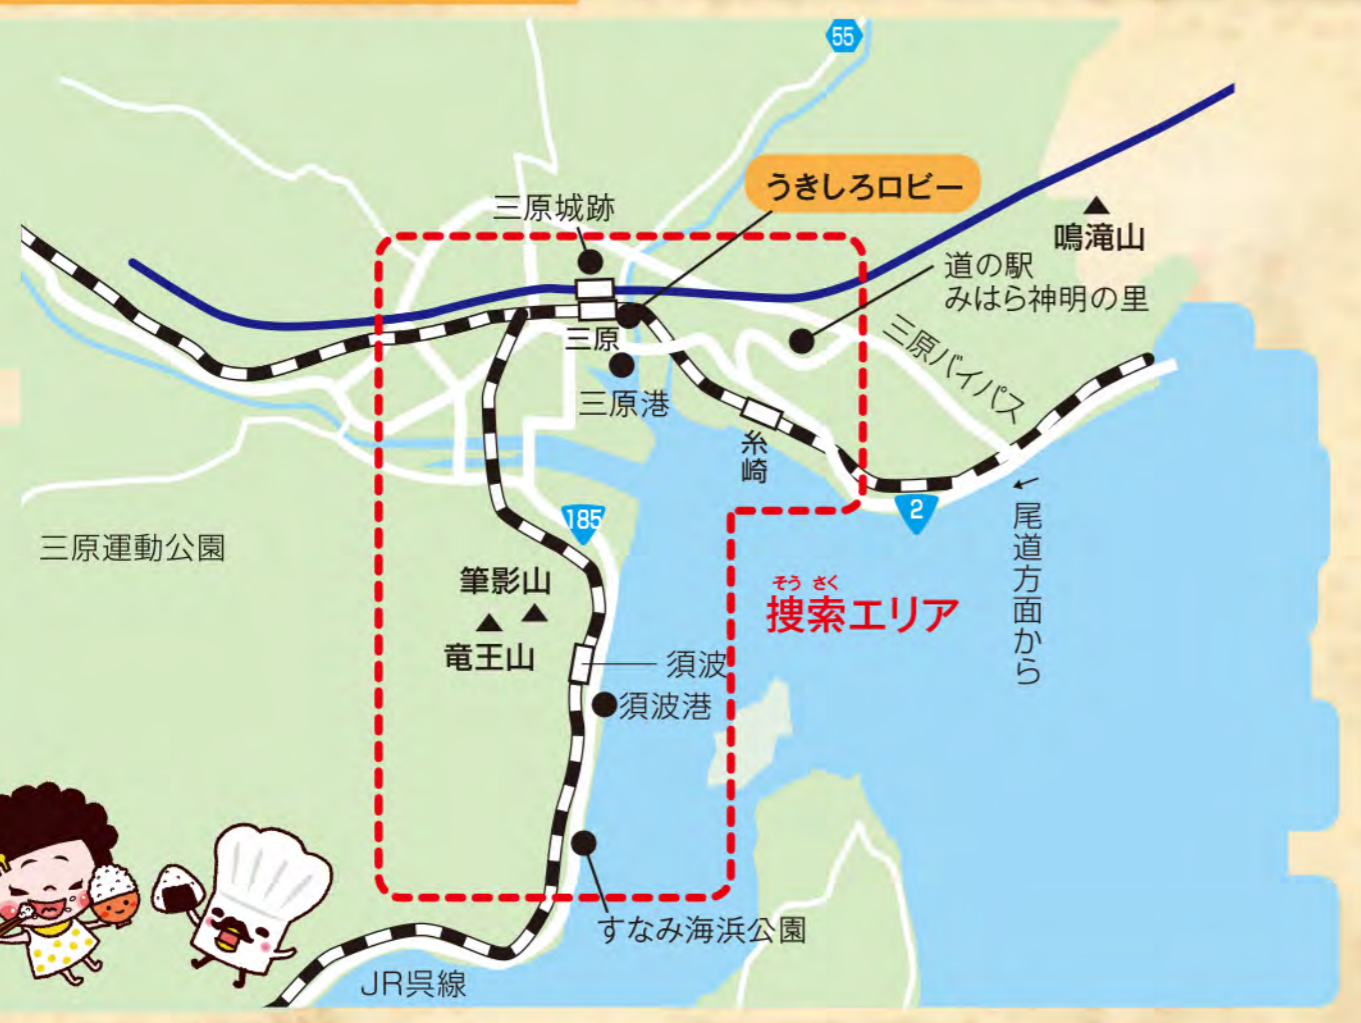 55
うきしろロビー
三原城跡
鳴滝山
道の駅
みはら神明の里
三原バイパス
三原
三原港
糸崎
2
185
尾道方面から
三原運動公園
筆影山
竜王山
そうさく
捜索エリア
須波
須波港
すなみ海浜公園
JR呉線